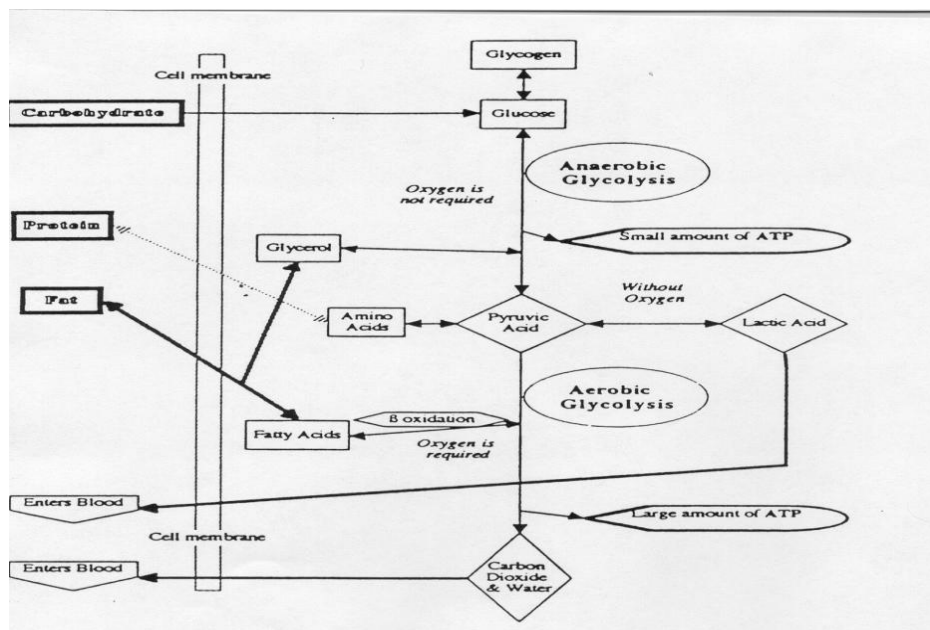 Glycogen
Cell membrane
Carbohydrate
Glucose
Anaerobic
Glycolysis
Oxygen is
not required
Protein
Small amount of ATP
Glycerol
Without
Oxygen
Fat
Amino
Acids
Pyruvic
Acid
Lactic Acid
Aerobic
Glycolysis
B oxidation
Fatty Acids
Oxygen is
required
Enters Blood
Large amount of ATP
Cell membrane
Enters Blood
Carbon
Dioxide
& Water